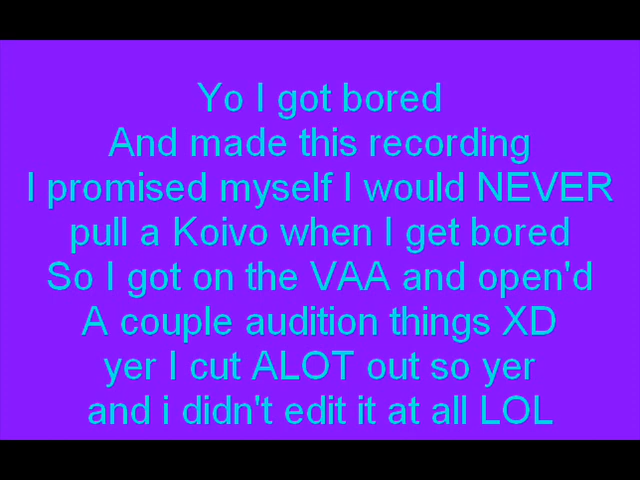 Yo I got bored
And made this recording
I promised myself I would NEVER
pull a Koivo when I get bored
So I got on the VAA and open'd
A couple audition things XD
yer I cut ALOT out so yer
and i didn't edit it at all LOL